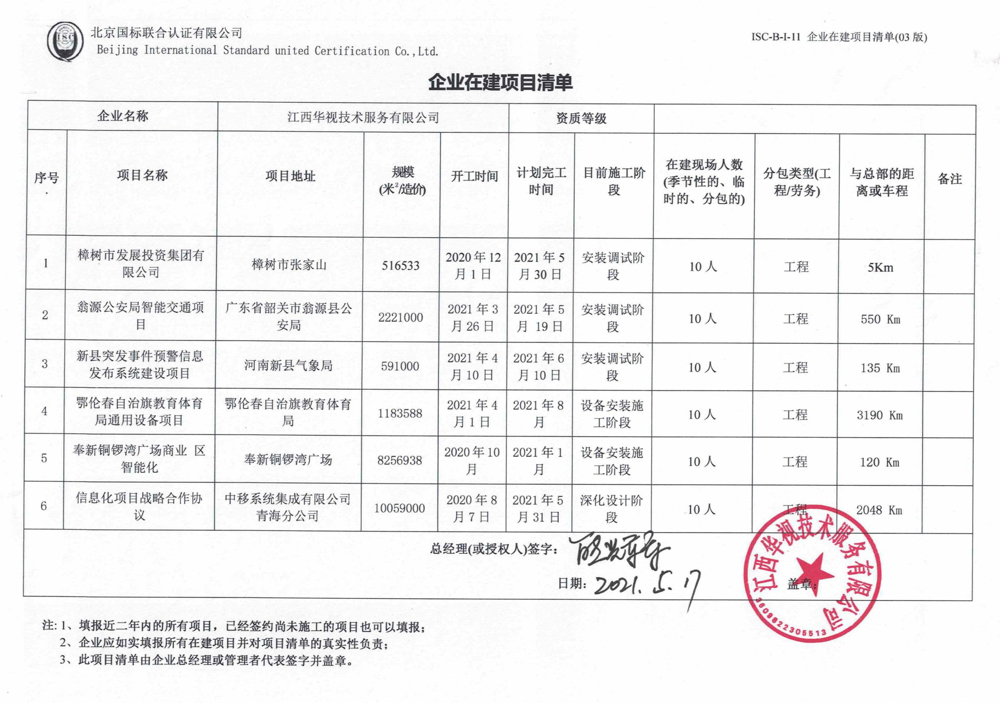 ISC
北京国标联合认证有限公司
Beijing International Standard united Certification Co.,Ltd.
ISC-B-I-11 企业在建项目清单(03 版)
企业在建项目清单
企业名称 江西华视技术服务有限公司 资质等级
序号 项目名称 项目地址 规模(米²/造价) 开工时间 计划完工时间 目前施工阶段 在建现场人数(季节性的、临时的、分包的) 分包类型(工程/劳务) 与总部的距离或车程 备注
1 樟树市发展投资集团有限公司 樟树市张家山 516533 2020 年 12 月 1 日 2021 年 5 月 30 日 安装调试阶段 10 人 工程 5Km
2 翁源公安局智能交通项目 广东省韶关市翁源县公安局 2221000 2021 年 3 月 26 日 2021 年 5 月 19 日 安装调试阶段 10 人 工程 550 Km
3 新县突发事件预警信息发布系统建设项目 河南新县气象局 591000 2021 年 4 月 10 日 2021 年 6 月 10 日 安装调试阶段 10 人 工程 135 Km
4 鄂伦春自治旗教育体育局通用设备项目 鄂伦春自治旗教育体育局 1183588 2021 年 4 月 1 日 2021 年 8 月 设备安装施工阶段 10 人 工程 3190 Km
5 奉新铜锣湾广场商业 区智能化 奉新铜锣湾广场 8256938 2020 年 10 月 2021 年 1 月 设备安装施工阶段 10 人 工程 120 Km
6 信息化项目战略合作协议 中移系统集成有限公司青海分公司 10059000 2020 年 8 月 7 日 2021 年 5 月 31 日 深化设计阶段 10 人 工程 2048 Km
总经理(或授权人)签字:
日期: 2021.5.17
盖章:
江西华视技术服务有限公司
3609822305513
注: 1、填报近二年内的所有项目，已经签约尚未施工的项目也可以填报；
2、企业应如实填报所有在建项目并对项目清单的真实性负责；
3、此项目清单由企业总经理或管理者代表签字并盖章。